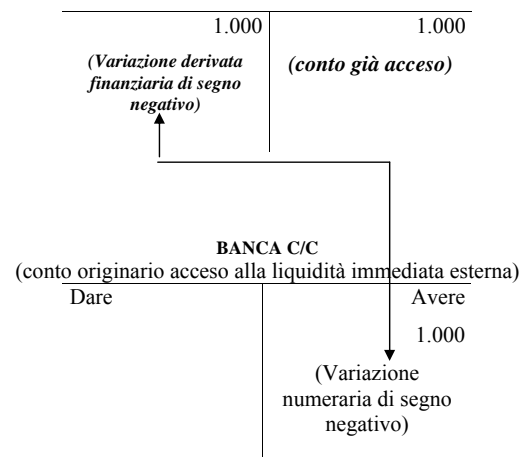 1.000 1.000
(Variazione derivata
finanziaria di segno
negativo)
(conto già acceso)
BANCA C/C
(conto originario acceso alla liquidità immediata esterna)
Dare Avere
1.000
(Variazione
numeraria di segno
negativo)